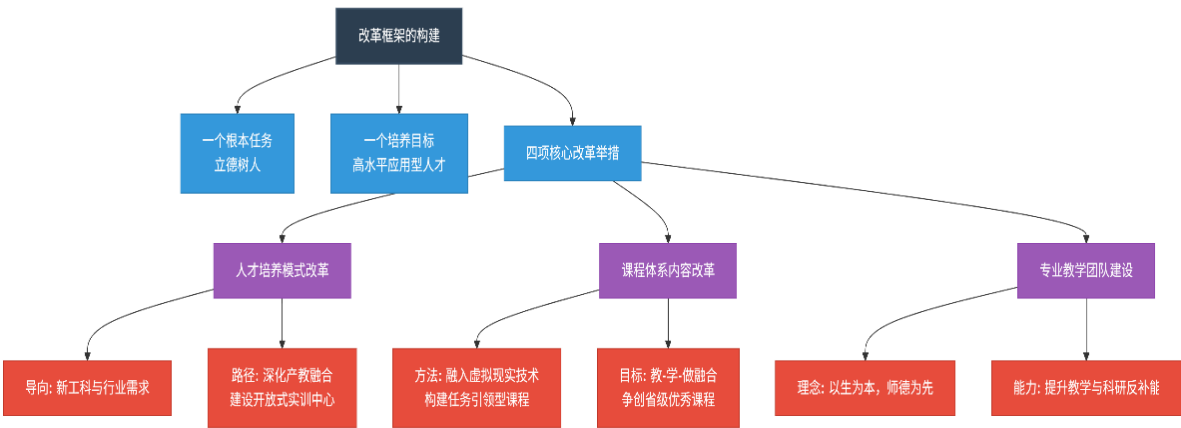 改革框架的构建
一个根本任务
立德树人
一个培养目标
高水平应用型人才
四项核心改革举措
人才培养模式改革
课程体系内容改革
专业教学团队建设
导向: 新工科与行业需求
路径: 深化产教融合
建设开放式实训中心
方法: 融入虚拟现实技术
构建任务引领型课程
目标: 教-学-做融合
争创省级优秀课程
理念: 以生为本，师德为先
能力: 提升教学与科研反补能